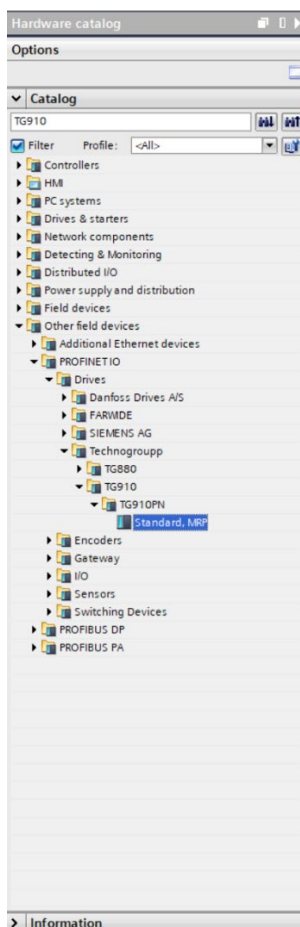 Hardware catalog
Options
Catalog
TG910
Filter Profile: <All>
Controllers
HMI
PC systems
Drives & starters
Network components
Detecting & Monitoring
Distributed I/O
Power supply and distribution
Field devices
Other field devices
Additional Ethernet devices
PROFINET IO
Drives
Danfoss Drives A/S
FARWIDE
SIEMENS AG
Technogroupp
TG880
TG910
TG910PN
Standard, MRP
Encoders
Gateway
I/O
Sensors
Switching Devices
PROFIBUS DP
PROFIBUS PA
Information